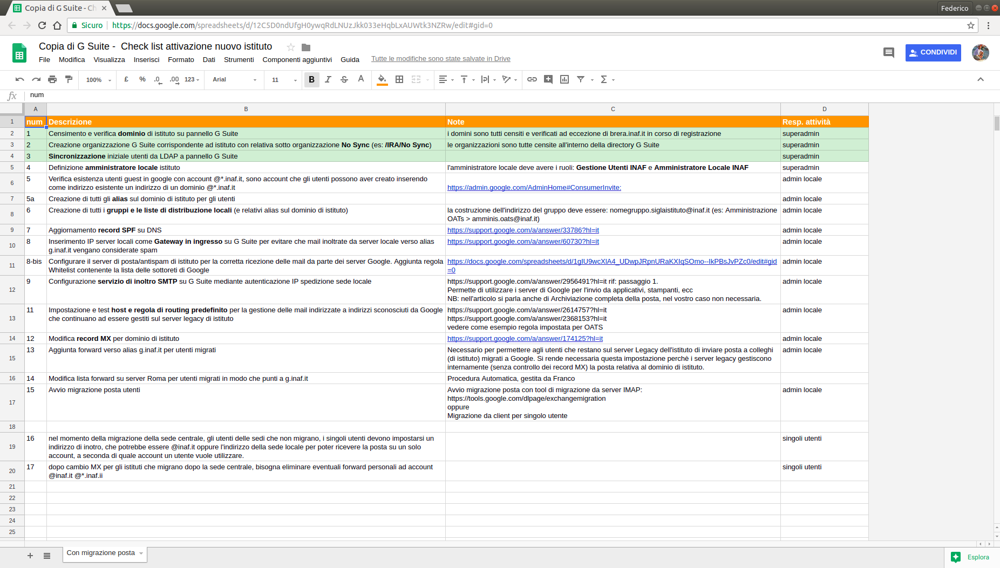 Copia di G Suite - Ch
Federico
Sicuro
https://docs.google.com/spreadsheets/d/12C5D0ndUfgH0ywqRdLNUzJkk033eHqbLxAUWtk3NZRw/edit#gid=0
Copia di G Suite -  Check list attivazione nuovo istituto
File Modifica Visualizza Inserisci Formato Dati Strumenti Componenti aggiuntivi Guida Tutte le modifiche sono state salvate in Drive
CONDIVIDI
100% £ % .0 .00 123 Arial 11 B I S A Σ
fx num
A B C D
1 num Descrizione Note Resp. attività
2 1 Censimento e verifica dominio di istituto su pannello G Suite i domini sono tutti censiti e verificati ad eccezione di brera.inaf.it in corso di registrazione superadmin
3 2 Creazione organizzazione G Suite corrispondente ad istituto con relativa sotto organizzazione No Sync (es: /IRA/No Sync) le organizzazioni sono tutte censite all'interno della directory G Suite superadmin
4 3 Sincronizzazione iniziale utenti da LDAP a pannello G Suite superadmin
5 4 Definizione amministratore locale istituto l'amministratore locale deve avere i ruoli: Gestione Utenti INAF e Amministratore Locale INAF superadmin
6 5 Verifica esistenza utenti guest in google con account @*.inaf.it, sono account che gli utenti possono aver creato inserendo
come indirizzo esistente un indirizzo di un dominio @*.inaf.it
https://admin.google.com/AdminHome#ConsumerInvite:
admin locale
7 5a Creazione di tutti gli alias sul dominio di istituto per gli utenti admin locale
8 6 Creazione di tutti i gruppi e le liste di distribuzione locali (e relativi alias sul dominio di istituto)
la costruzione dell'indirizzo del gruppo deve essere: nomegruppo.siglaistituto@inaf.it (es: Amministrazione
OATs > amminis.oats@inaf.it)
admin locale
9 7 Aggiornamento record SPF su DNS https://support.google.com/a/answer/33786?hl=it admin locale
10 8 Inserimento IP server locali come Gateway in ingresso su G Suite per evitare che mail inoltrate da server locale verso alias
g.inaf.it vengano considerate spam
https://support.google.com/a/answer/60730?hl=it
admin locale
11 8-bis Configurare il server di posta/antispam di istituto per la corretta ricezione delle mail da parte dei server Google. Aggiunta regola
Whitelist contenente la lista delle sottoreti di Google
https://docs.google.com/spreadsheets/d/1gIU9wcXlA4_UDwpJRpnURaKXIqSOmo--IkPBsJvPZc0/edit#gid
=0
admin locale
12 9 Configurazione servizio di inoltro SMTP su G Suite mediante autenticazione IP spedizione sede locale
https://support.google.com/a/answer/2956491?hl=it rif: passaggio 1.
Permette di utilizzare i server di Google per l'invio da applicativi, stampanti, ecc
NB: nell'articolo si parla anche di Archiviazione completa della posta, nel vostro caso non necessaria.
admin locale
13 11 Impostazione e test host e regola di routing predefinito per la gestione delle mail indirizzate a indirizzi sconosciuti da Google
che continuano ad essere gestiti sul server legacy di istituto
https://support.google.com/a/answer/2614757?hl=it
https://support.google.com/a/answer/2368153?hl=it
vedere come esempio regola impostata per OATS
admin locale
14 12 Modifica record MX per dominio di istituto https://support.google.com/a/answer/174125?hl=it admin locale
15 13 Aggiunta forward verso alias g.inaf.it per utenti migrati
Necessario per permettere agli utenti che restano sul server Legacy dell'istituto di inviare posta a colleghi
(di istituto) migrati a Google. Si rende necessaria questa impostazione perchè i server legacy gestiscono
internamente (senza controllo dei record MX) la posta relativa al dominio di istituto.
admin locale
16 14 Modifica lista forward su server Roma per utenti migrati in modo che punti a g.inaf.it Procedura Automatica, gestita da Franco
17 15 Avvio migrazione posta utenti
Avvio migrazione posta con tool di migrazione da server IMAP:
https://tools.google.com/dlpage/exchangemigration
oppure
Migrazione da client per singolo utente
admin locale
18
19 16 nel momento della migrazione della sede centrale, gli utenti delle sedi che non migrano, i singoli utenti devono impostarsi un
indirizzo di inotro, che potrebbe essere @inaf.it oppure l'indirizzo della sede locale per poter ricevere la posta su un solo
account, a seconda di quale account un utente vuole utilizzare.
singoli utenti
20 17 dopo cambio MX per gli istituti che migrano dopo la sede centrale, bisogna eliminare eventuali forward personali ad account
@inaf.it @*.inaf.ii
singoli utenti
21
22
23
24
25
Con migrazione posta
Esplora